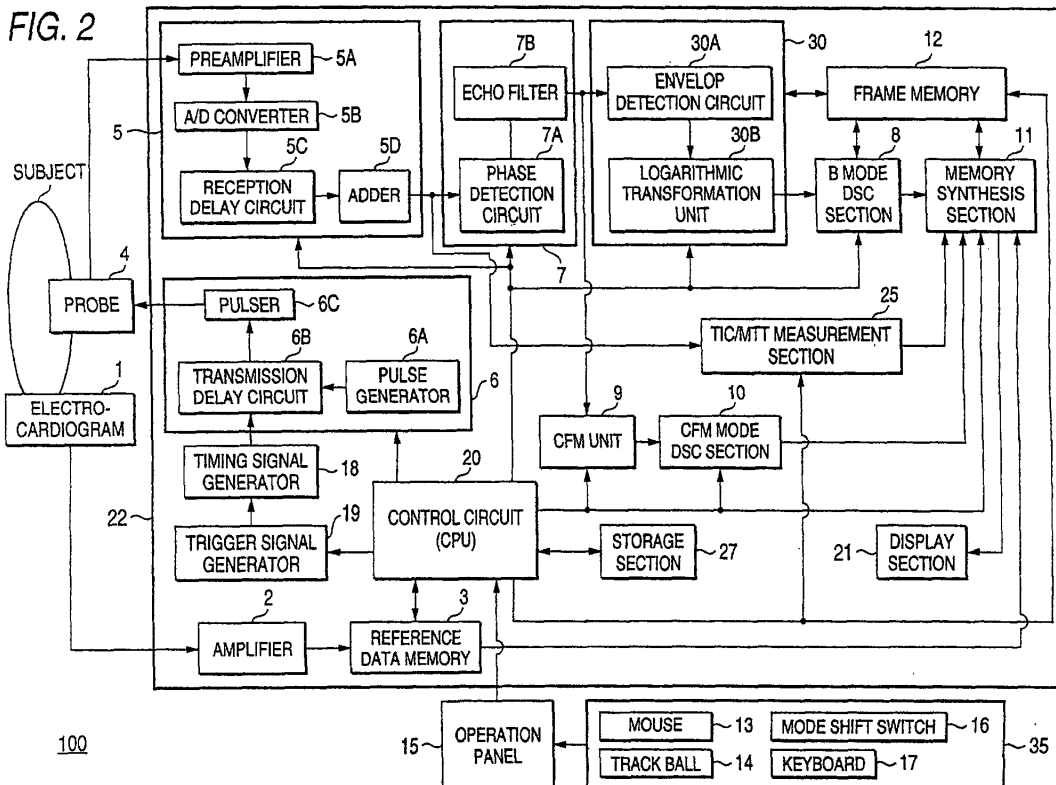 FIG. 2
PREAMPLIFIER
5A
A/D CONVERTER
5B
5
5C
RECEPTION
DELAY CIRCUIT
5D
ADDER
7B
ECHO FILTER
7A
PHASE
DETECTION
CIRCUIT
7
30A
ENVELOP
DETECTION CIRCUIT
30B
LOGARITHMIC
TRANSFORMATION
UNIT
30
12
FRAME MEMORY
8
B MODE
DSC
SECTION
11
MEMORY
SYNTHESIS
SECTION
SUBJECT
4
PROBE
1
ELECTRO-
CARDIOGRAM
PULSER
6C
6B
TRANSMISSION
DELAY CIRCUIT
6A
PULSE
GENERATOR
6
25
TIC/MTT MEASUREMENT
SECTION
9
CFM UNIT
10
CFM MODE
DSC SECTION
TIMING SIGNAL
GENERATOR
18
22
TRIGGER SIGNAL
GENERATOR
19
20
CONTROL CIRCUIT
(CPU)
STORAGE
SECTION
27
21
DISPLAY
SECTION
2
AMPLIFIER
3
REFERENCE
DATA MEMORY
100
15
OPERATION
PANEL
MOUSE
13
MODE SHIFT SWITCH
16
TRACK BALL
14
KEYBOARD
17
35